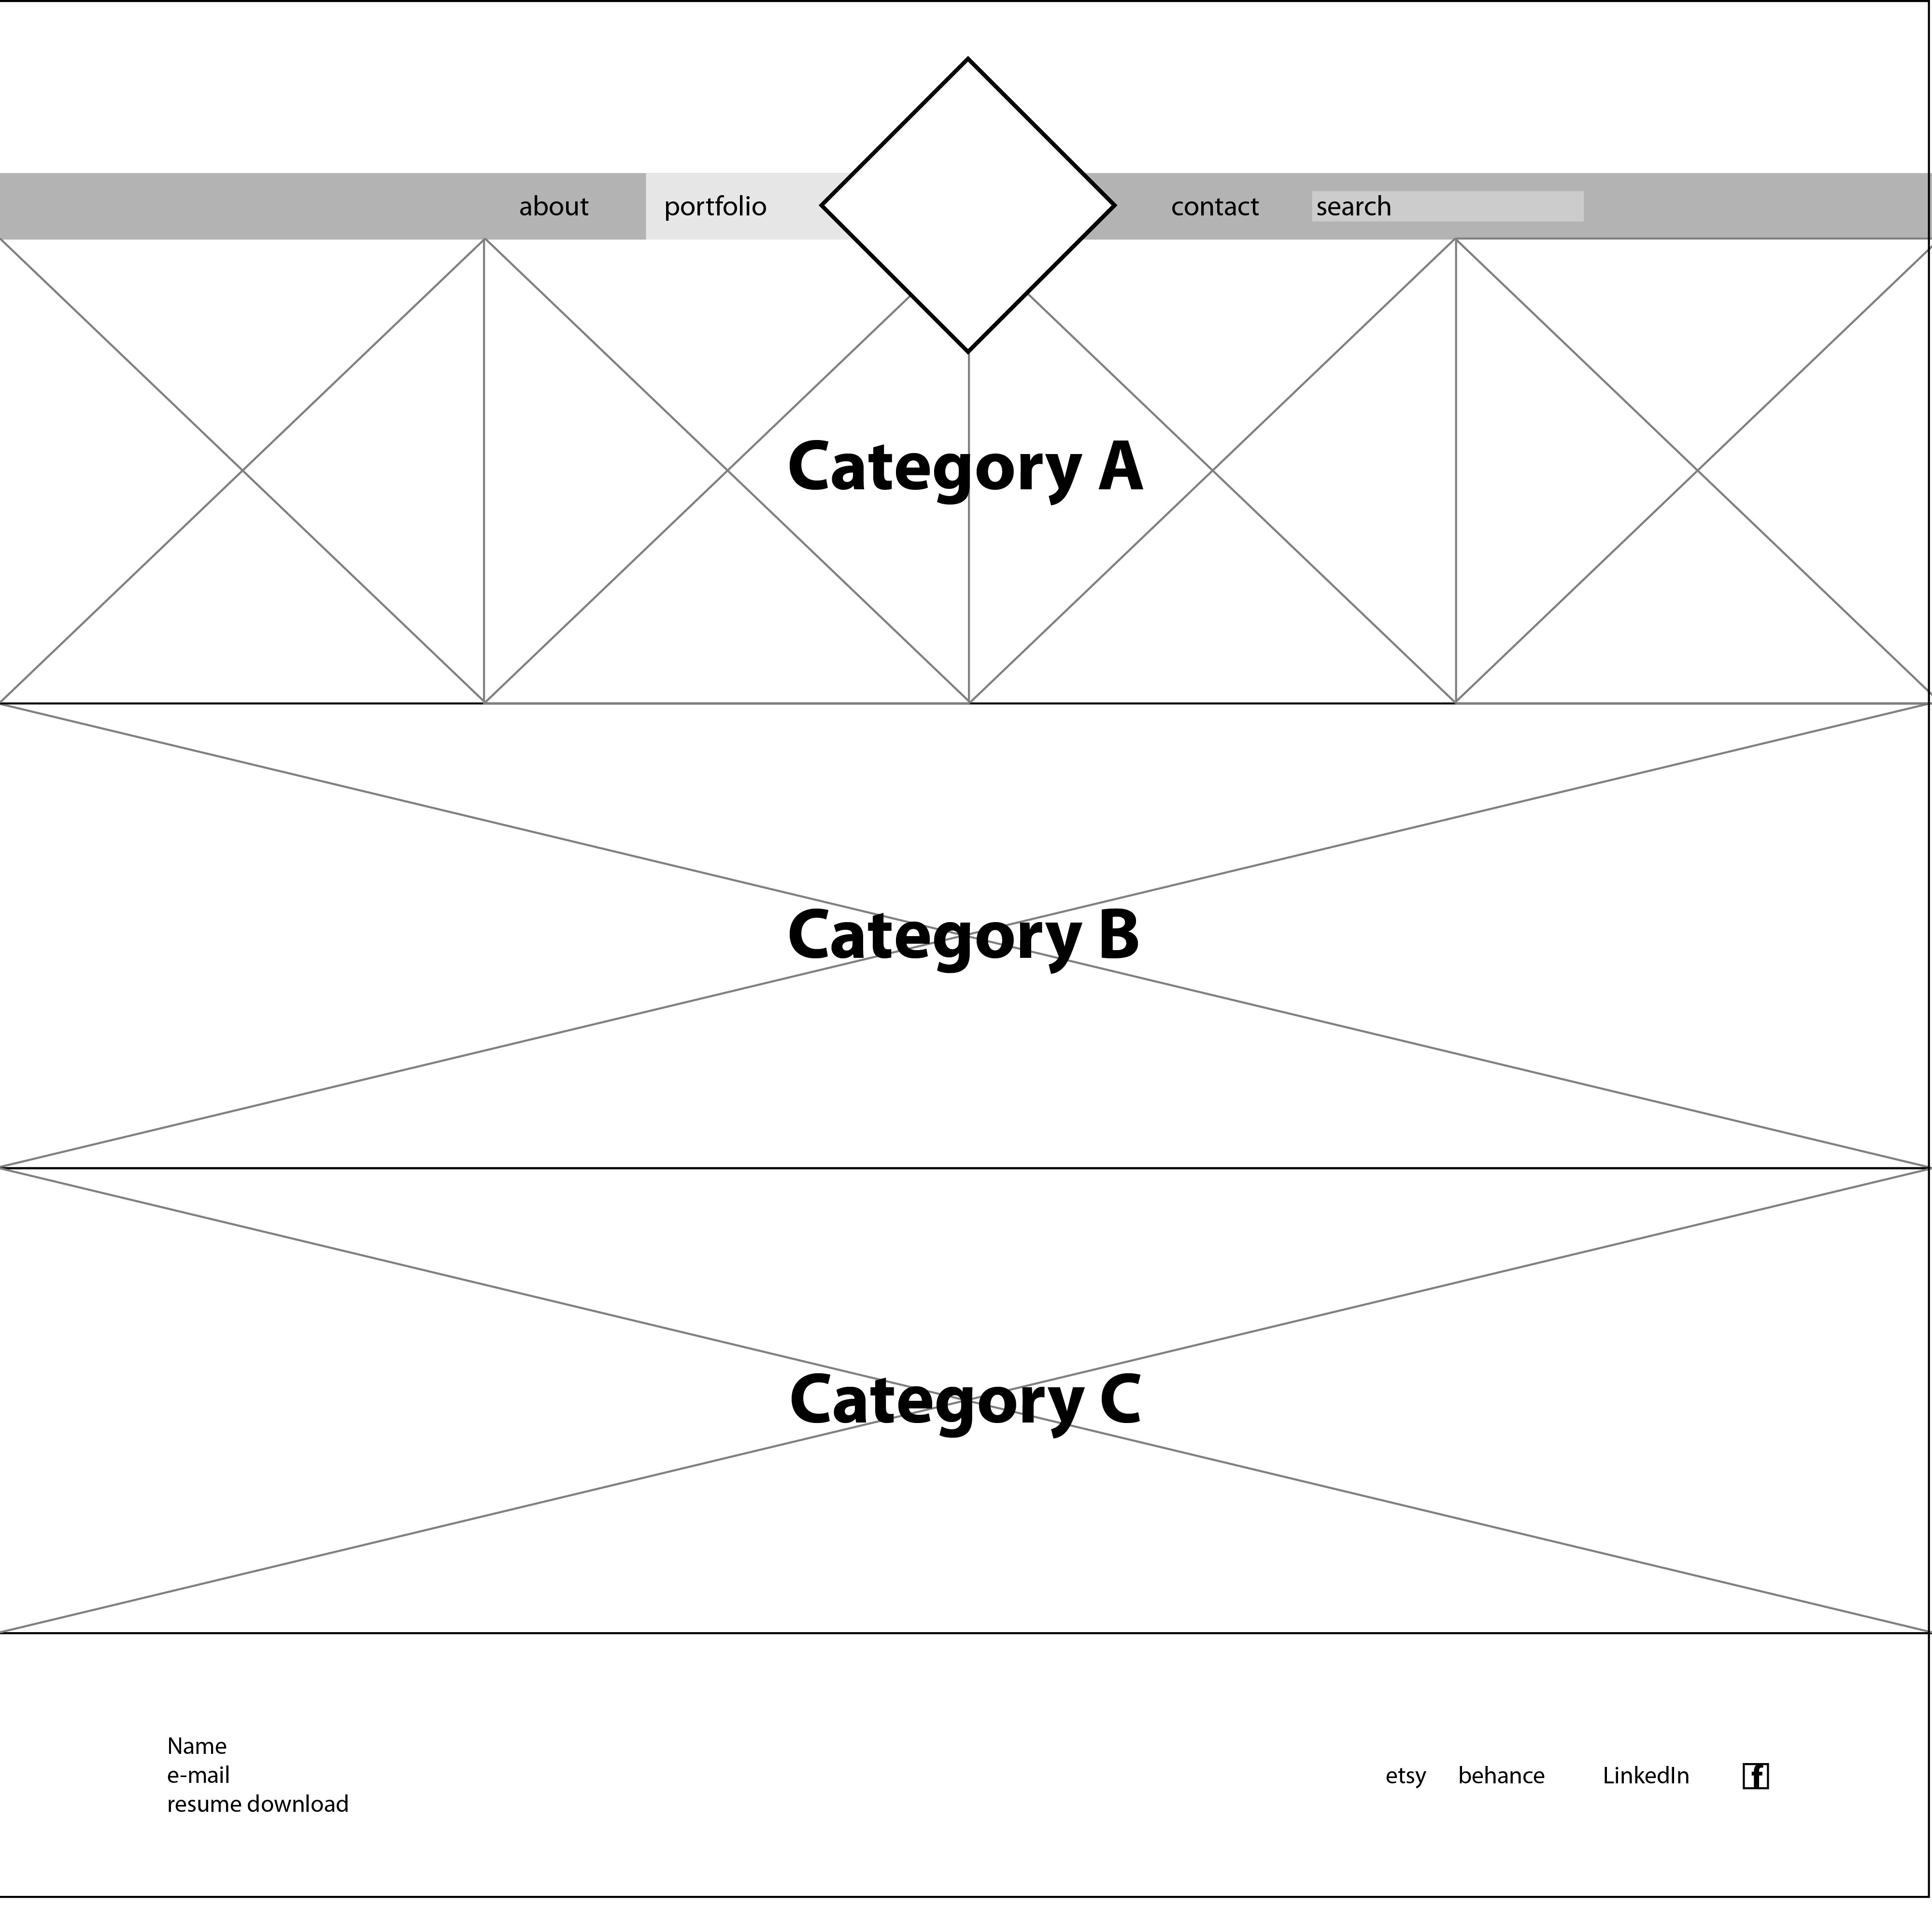 about portfolio contact search
Category A
Category B
Category C
Name
e-mail
resume download
etsy behance LinkedIn f